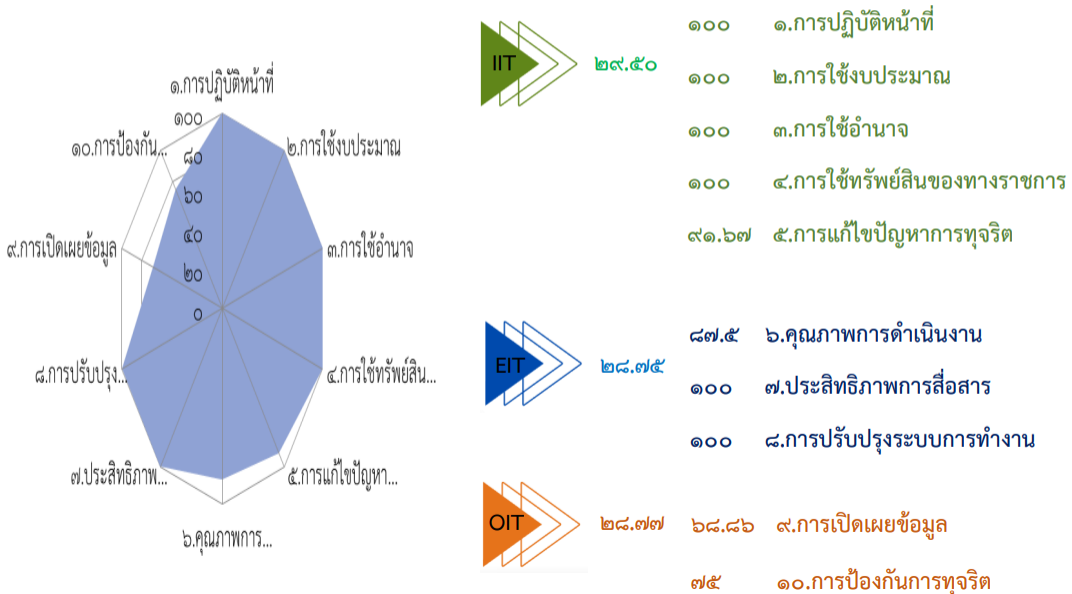 ๑.การปฏิบัติหน้าที่
๑๐๐
๘๐
๖๐
๔๐
๒๐
๐
๒.การใช้งบประมาณ
๓.การใช้อำนาจ
๔.การใช้ทรัพย์สิน...
๕.การแก้ไขปัญหา...
๖.คุณภาพการ...
๗.ประสิทธิภาพ...
๘.การปรับปรุง...
๙.การเปิดเผยข้อมูล
๑๐.การป้องกัน...
IIT ๒๙.๕๐
๑๐๐ ๑.การปฏิบัติหน้าที่
๑๐๐ ๒.การใช้งบประมาณ
๑๐๐ ๓.การใช้อำนาจ
๑๐๐ ๔.การใช้ทรัพย์สินของทางราชการ
๙๑.๖๗ ๕.การแก้ไขปัญหาการทุจริต
EIT ๒๘.๗๕
๘๗.๕ ๖.คุณภาพการดำเนินงาน
๑๐๐ ๗.ประสิทธิภาพการสื่อสาร
๑๐๐ ๘.การปรับปรุงระบบการทำงาน
OIT ๒๘.๗๗
๖๘.๘๖ ๙.การเปิดเผยข้อมูล
๗๕ ๑๐.การป้องกันการทุจริต